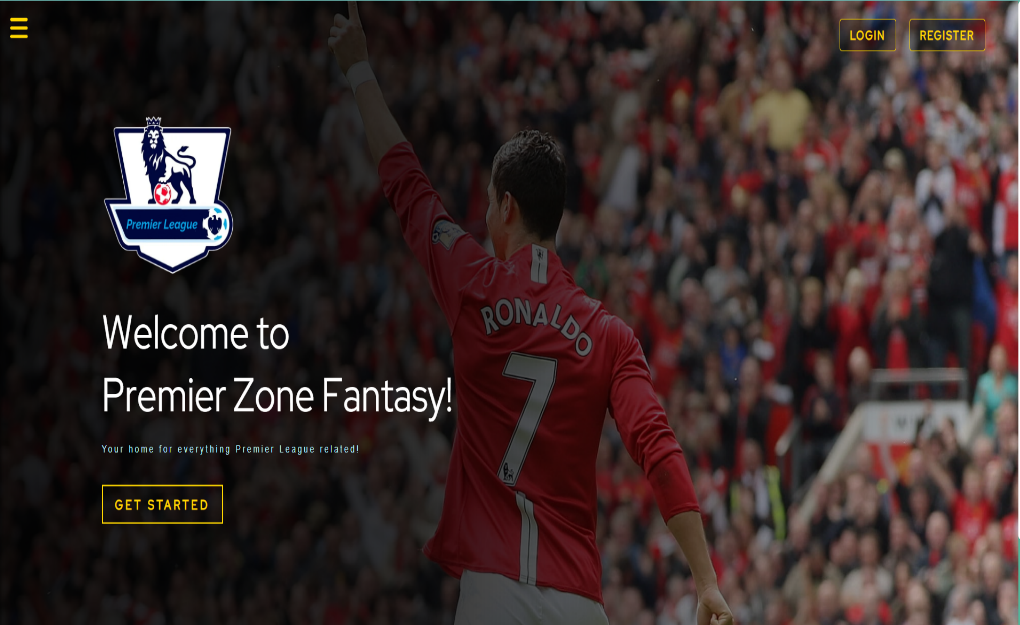 LOGIN
REGISTER
Premier League
Welcome to
Premier Zone Fantasy!
Your home for everything Premier League related!
GET STARTED
RONALDO
7